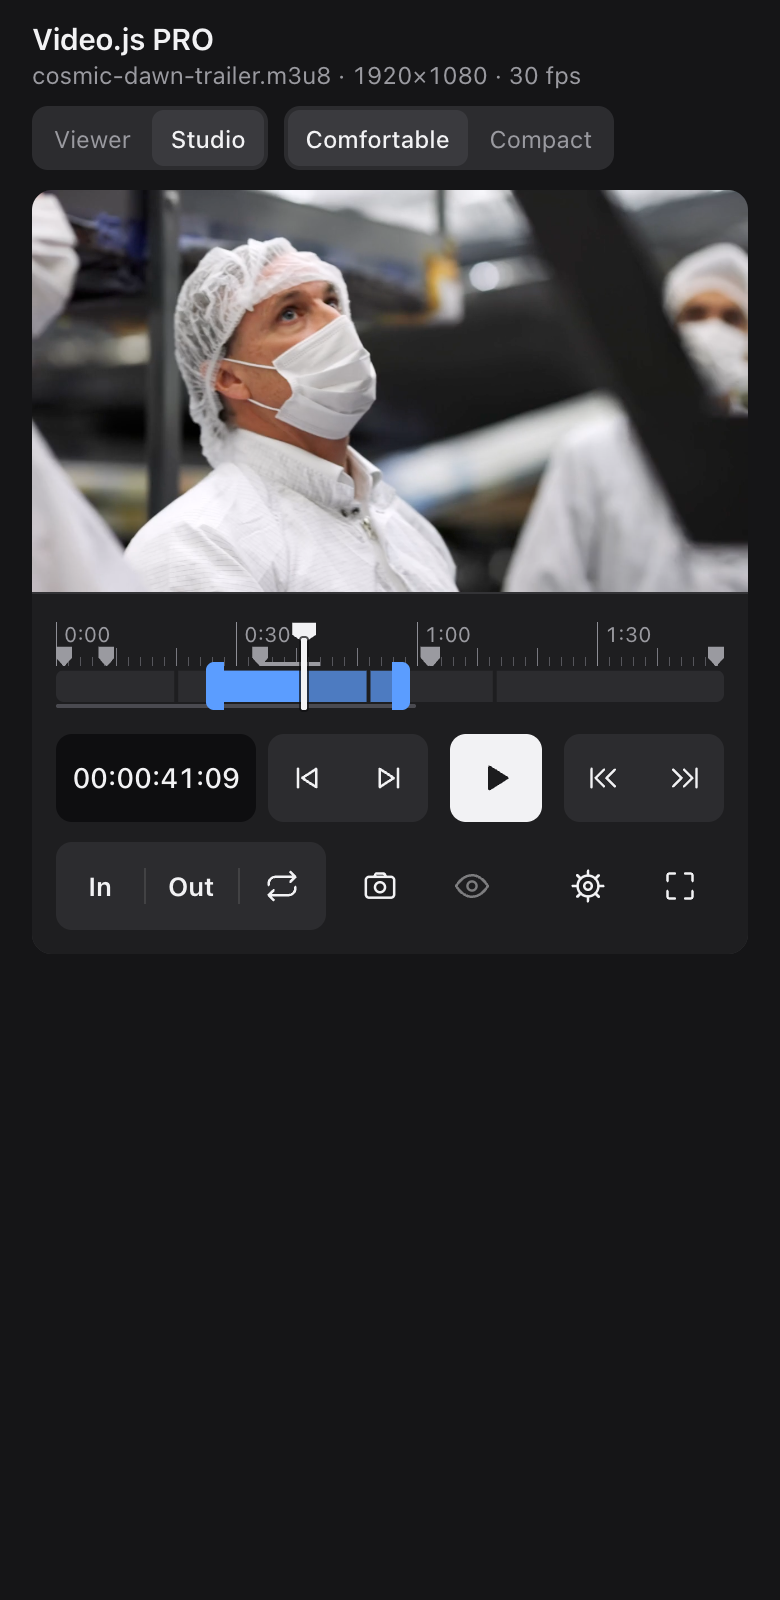 Video.js PRO
cosmic-dawn-trailer.m3u8 · 1920×1080 · 30 fps
Viewer Studio Comfortable Compact
0:00 0:30 1:00 1:30
00:00:41:09
In Out